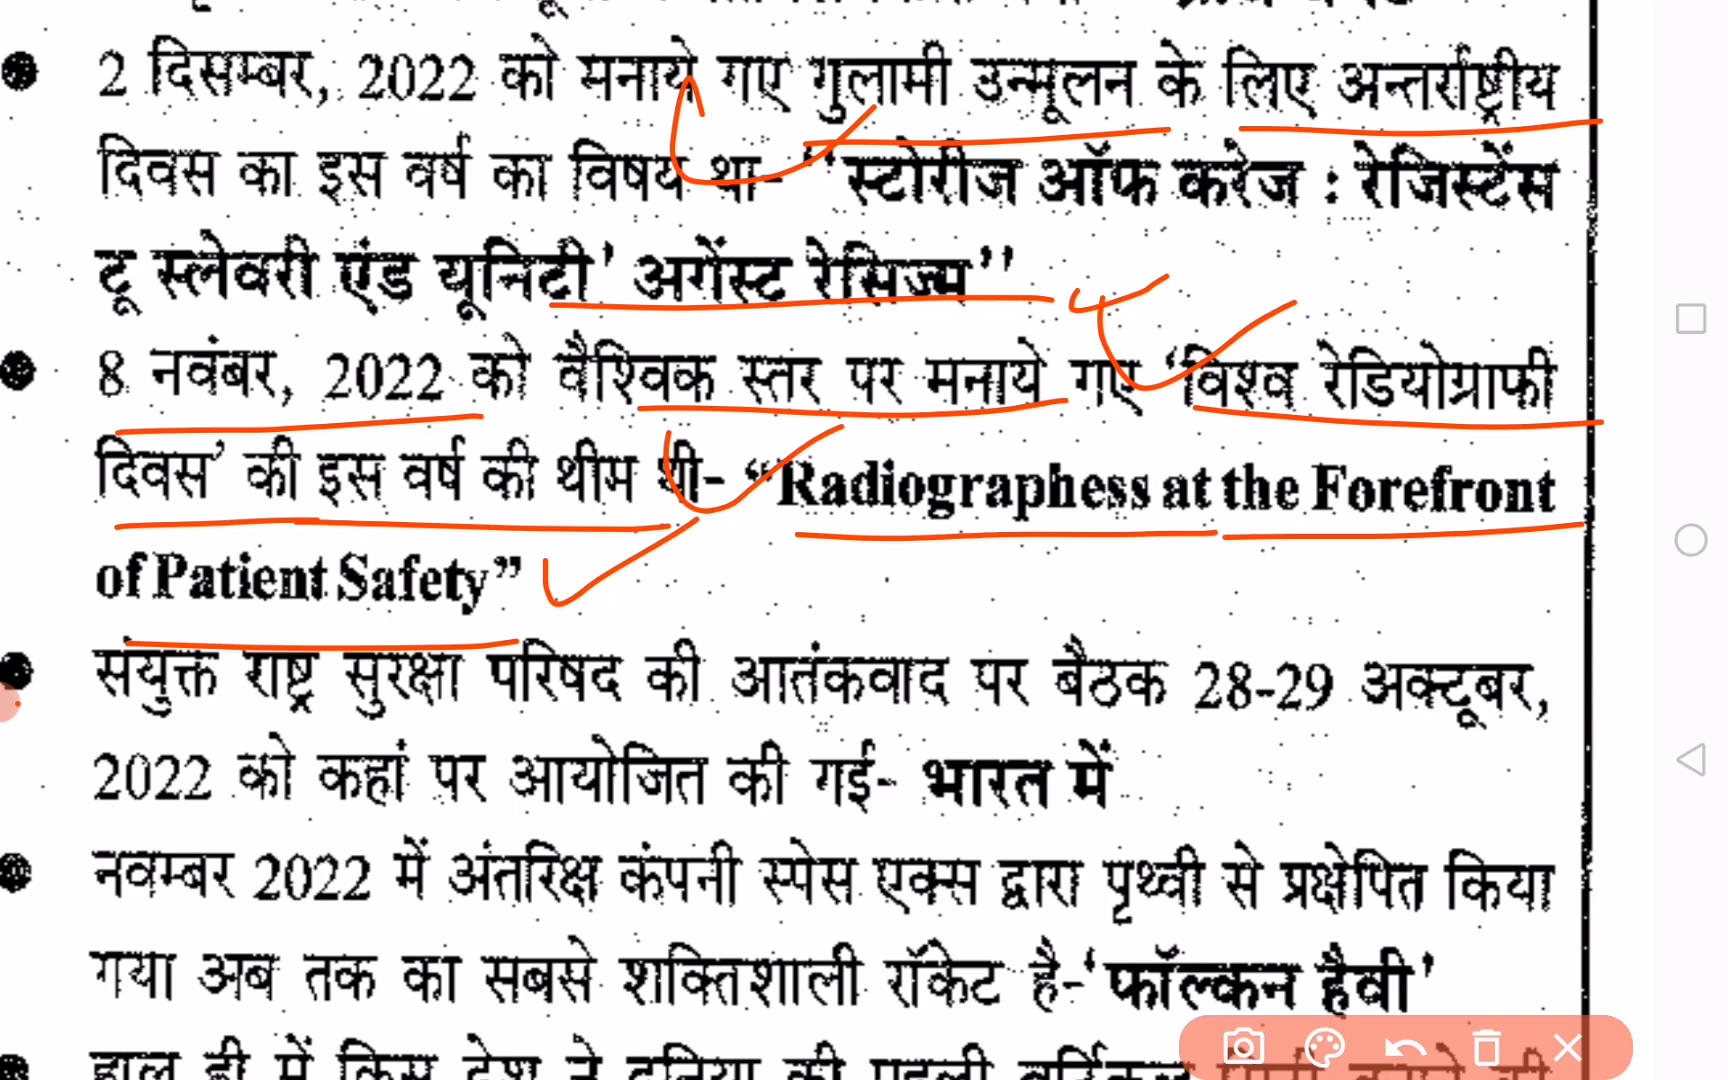 2 दिसम्बर, 2022 को मनाये गए गुलामी उन्मूलन के लिए अन्तर्राष्ट्रीय
दिवस का इस वर्ष का विषय था- ''स्टोरीज ऑफ करेज : रेजिस्टेंस
टू स्लेवरी एंड यूनिटी' अगेंस्ट रेसिज्म''
8 नवंबर, 2022 को वैश्विक स्तर पर मनाये गए 'विश्व रेडियोग्राफी
दिवस' की इस वर्ष की थीम थी- “Radiographess at the Forefront
of Patient Safety”
संयुक्त राष्ट्र सुरक्षा परिषद की आतंकवाद पर बैठक 28-29 अक्टूबर,
2022 को कहां पर आयोजित की गई- भारत में
नवम्बर 2022 में अंतरिक्ष कंपनी स्पेस एक्स द्वारा पृथ्वी से प्रक्षेपित किया
गया अब तक का सबसे शक्तिशाली रॉकेट है-'फॉल्कन हैवी'
हाल ही में किस देश ने दुनिया की पहली